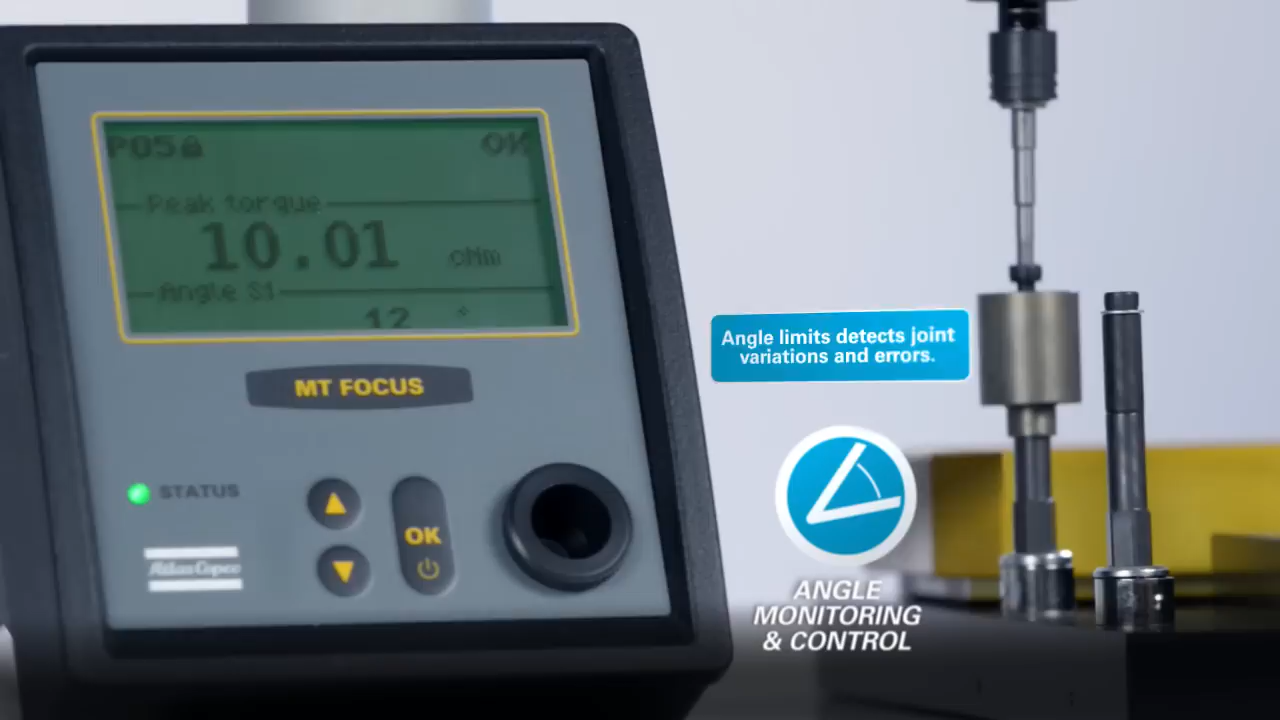 P05 OK
Peak torque
10.01 cNm
Angle S1
12 °
MT FOCUS
STATUS
OK
Atlas Copco
Angle limits detects joint
variations and errors.
ANGLE
MONITORING
& CONTROL